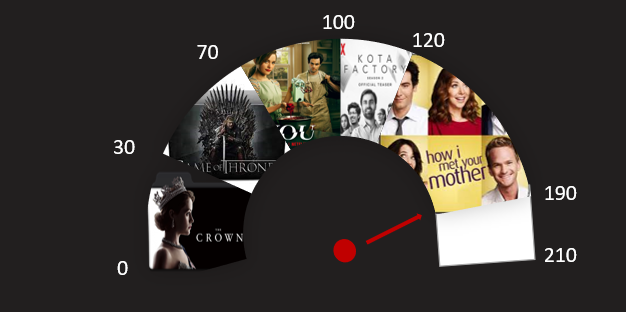 100
70
120
30
KOTA
FACTORY
SEASON 2
OFFICIAL TEASER
YOU
GAME OF THRONES
how i
met your
mother
THE
CROWN
190
0
210